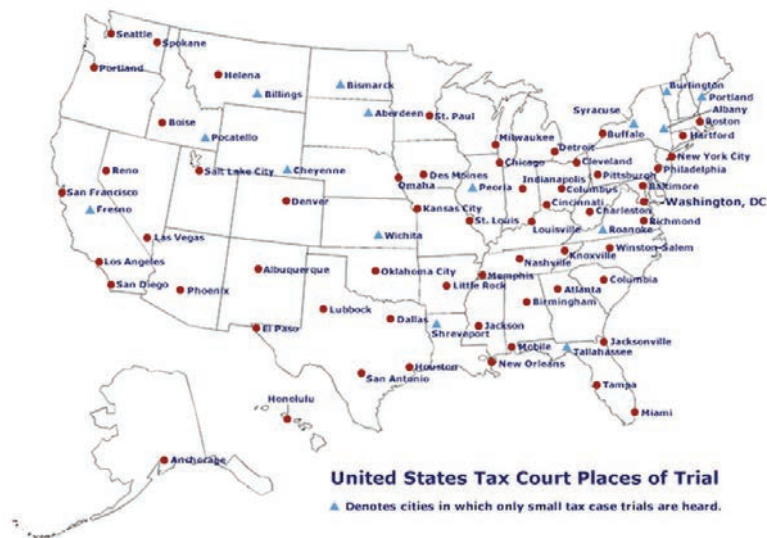 Seattle
Spokane
Portland
Helena
Billings
Bismarck
Aberdeen
St. Paul
Burlington
Portland
Syracuse
Albany
Boston
Buffalo
Hartford
Boise
Pocatello
Milwaukee
Detroit
New York City
Reno
Salt Lake City
Cheyenne
Des Moines
Omaha
Chicago
Cleveland
Philadelphia
Indianapolis
Pittsburgh
Peoria
Columbus
Baltimore
San Francisco
Fresno
Denver
Kansas City
Cincinnati
Washington, DC
Charleston
St. Louis
Louisville
Richmond
Roanoke
Las Vegas
Wichita
Winston-Salem
Knoxville
Nashville
Los Angeles
Albuquerque
Oklahoma City
Memphis
San Diego
Phoenix
Little Rock
Atlanta
Columbia
Birmingham
Lubbock
Dallas
El Paso
Shreveport
Jackson
Jacksonville
Mobile
Tallahassee
New Orleans
Houston
San Antonio
Tampa
Honolulu
Miami
Anchorage
United States Tax Court Places of Trial
Denotes cities in which only small tax case trials are heard.